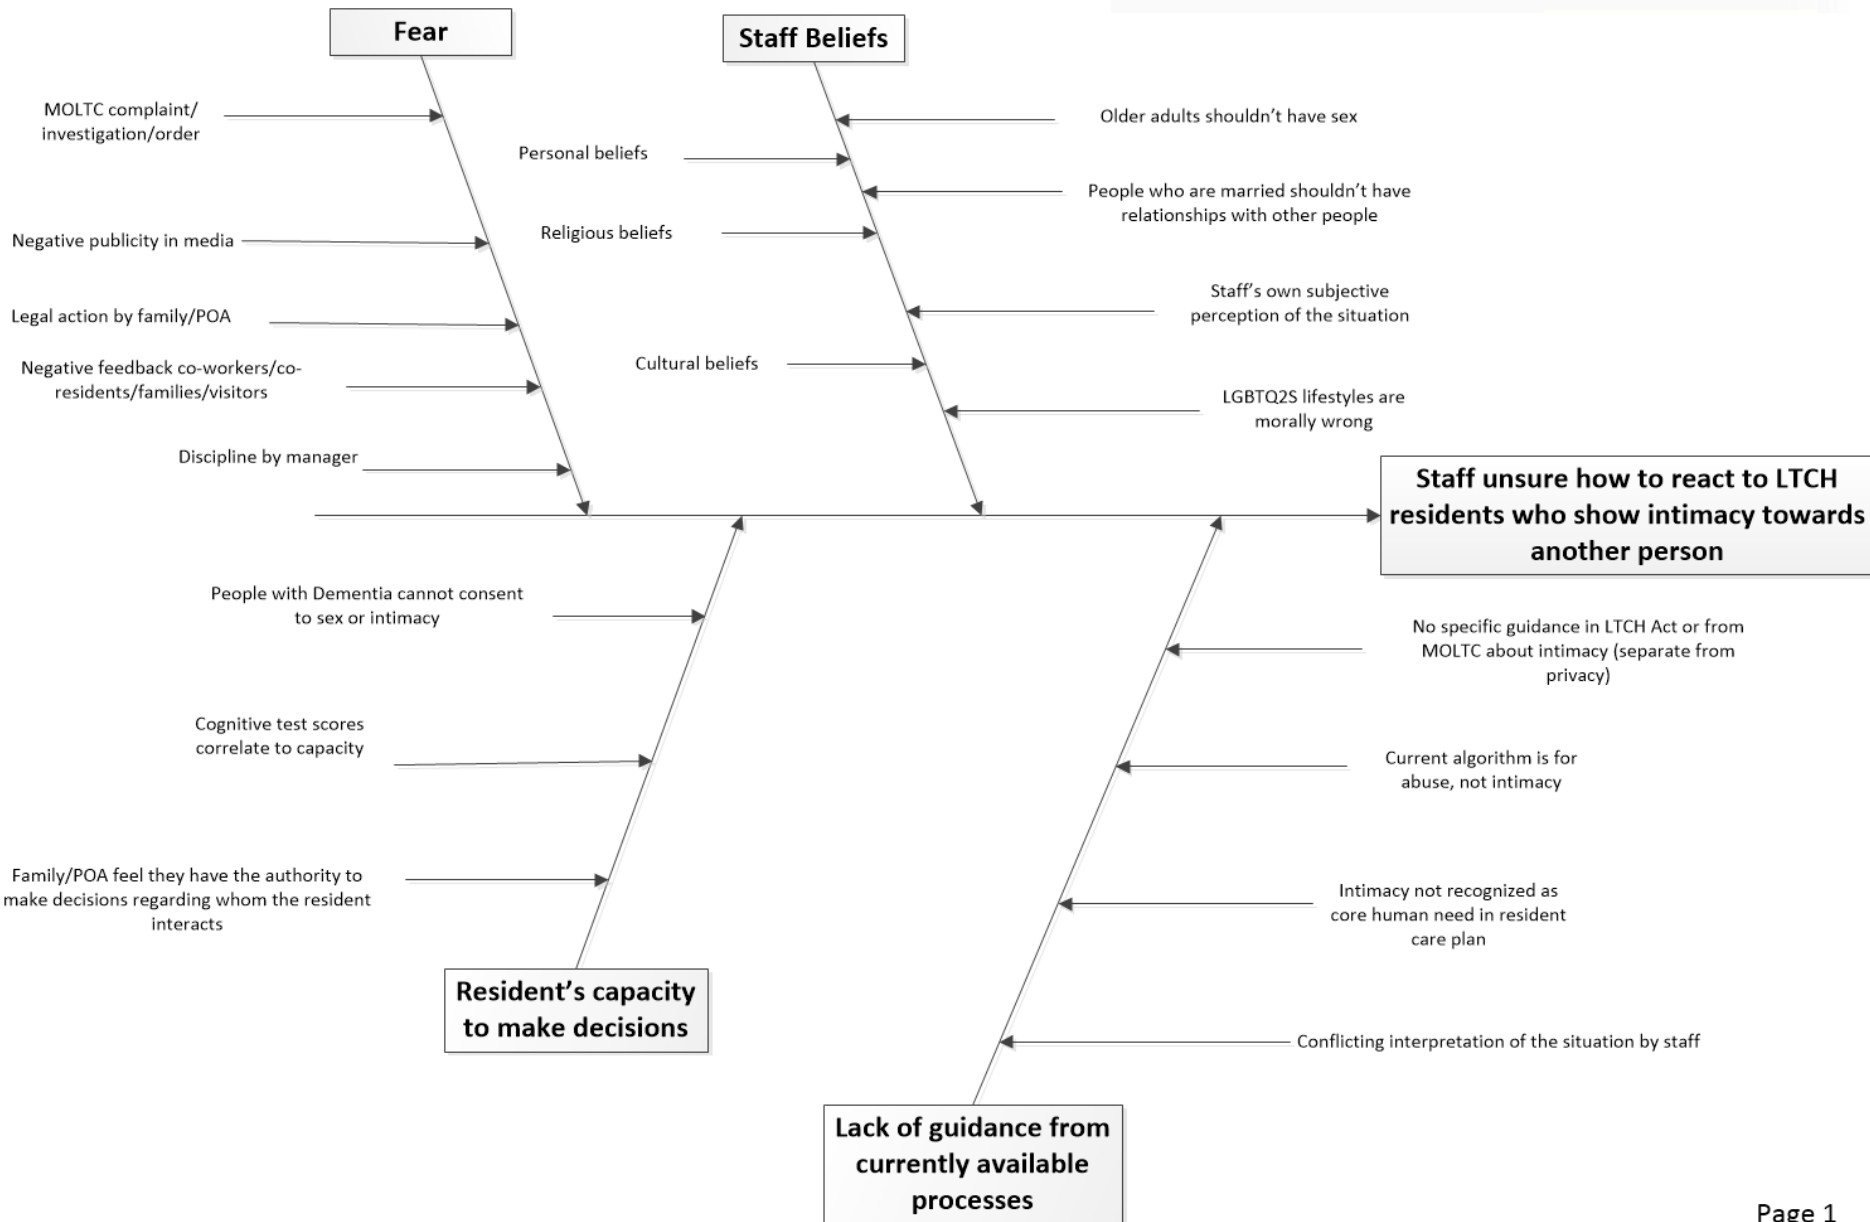 Fear
MOLTC complaint/
investigation/order
Negative publicity in media
Legal action by family/POA
Negative feedback co-workers/co-
residents/families/visitors
Discipline by manager
Staff Beliefs
Personal beliefs
Religious beliefs
Cultural beliefs
Older adults shouldn’t have sex
People who are married shouldn’t have
relationships with other people
Staff’s own subjective
perception of the situation
LGBTQ2S lifestyles are
morally wrong
Staff unsure how to react to LTCH
residents who show intimacy towards
another person
People with Dementia cannot consent
to sex or intimacy
Cognitive test scores
correlate to capacity
Family/POA feel they have the authority to
make decisions regarding whom the resident
interacts
Resident’s capacity
to make decisions
No specific guidance in LTCH Act or from
MOLTC about intimacy (separate from
privacy)
Current algorithm is for
abuse, not intimacy
Intimacy not recognized as
core human need in resident
care plan
Conflicting interpretation of the situation by staff
Lack of guidance from
currently available
processes
Page 1